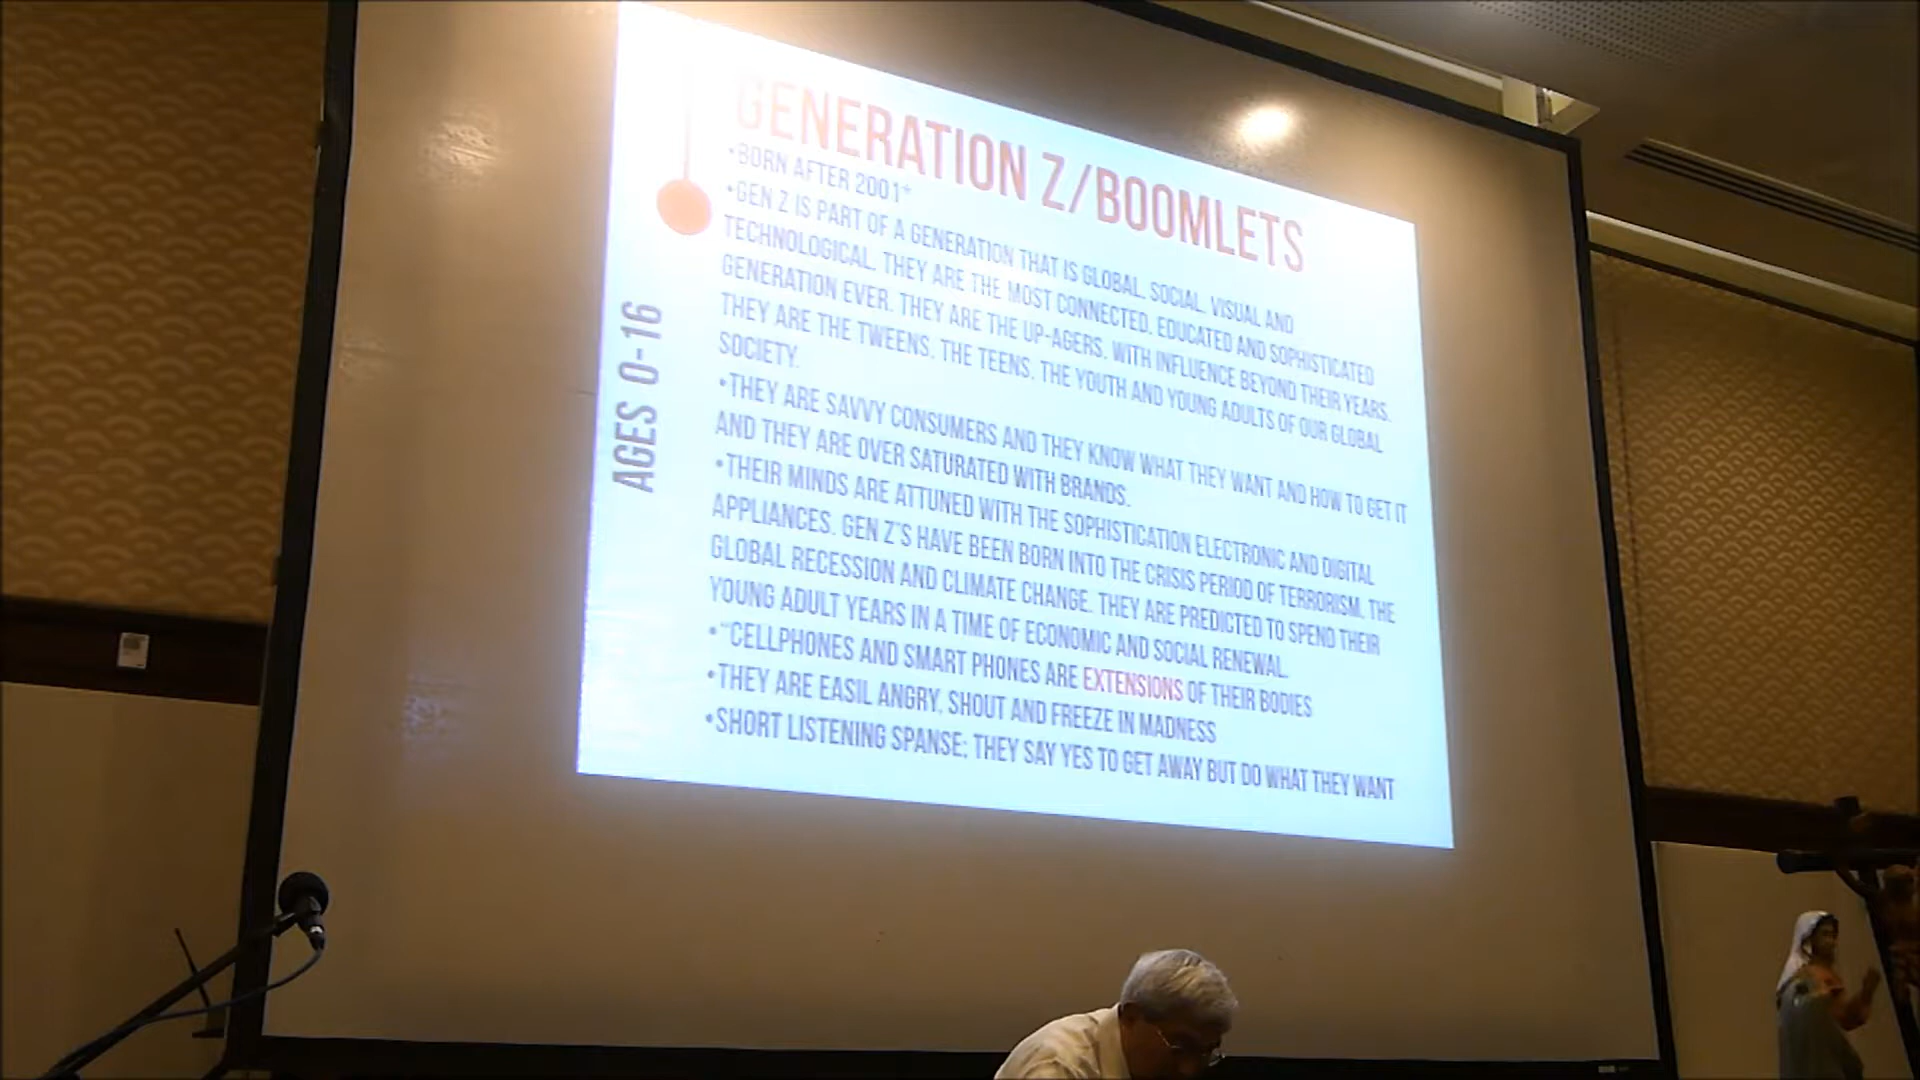 GENERATION Z/BOOMLETS
•BORN AFTER 2001*
•GEN Z IS PART OF A GENERATION THAT IS GLOBAL, SOCIAL, VISUAL AND
TECHNOLOGICAL. THEY ARE THE MOST CONNECTED, EDUCATED AND SOPHISTICATED
GENERATION EVER. THEY ARE THE UP-AGERS, WITH INFLUENCE BEYOND THEIR YEARS.
THEY ARE THE TWEENS, THE TEENS, THE YOUTH AND YOUNG ADULTS OF OUR GLOBAL
SOCIETY.
•THEY ARE SAVVY CONSUMERS AND THEY KNOW WHAT THEY WANT AND HOW TO GET IT
AND THEY ARE OVER SATURATED WITH BRANDS.
•THEIR MINDS ARE ATTUNED WITH THE SOPHISTICATION ELECTRONIC AND DIGITAL
APPLIANCES. GEN Z'S HAVE BEEN BORN INTO THE CRISIS PERIOD OF TERRORISM, THE
GLOBAL RECESSION AND CLIMATE CHANGE. THEY ARE PREDICTED TO SPEND THEIR
YOUNG ADULT YEARS IN A TIME OF ECONOMIC AND SOCIAL RENEWAL.
•"CELLPHONES AND SMART PHONES ARE EXTENSIONS OF THEIR BODIES
•THEY ARE EASIL ANGRY, SHOUT AND FREEZE IN MADNESS
•SHORT LISTENING SPANSE; THEY SAY YES TO GET AWAY BUT DO WHAT THEY WANT
AGES 0-16